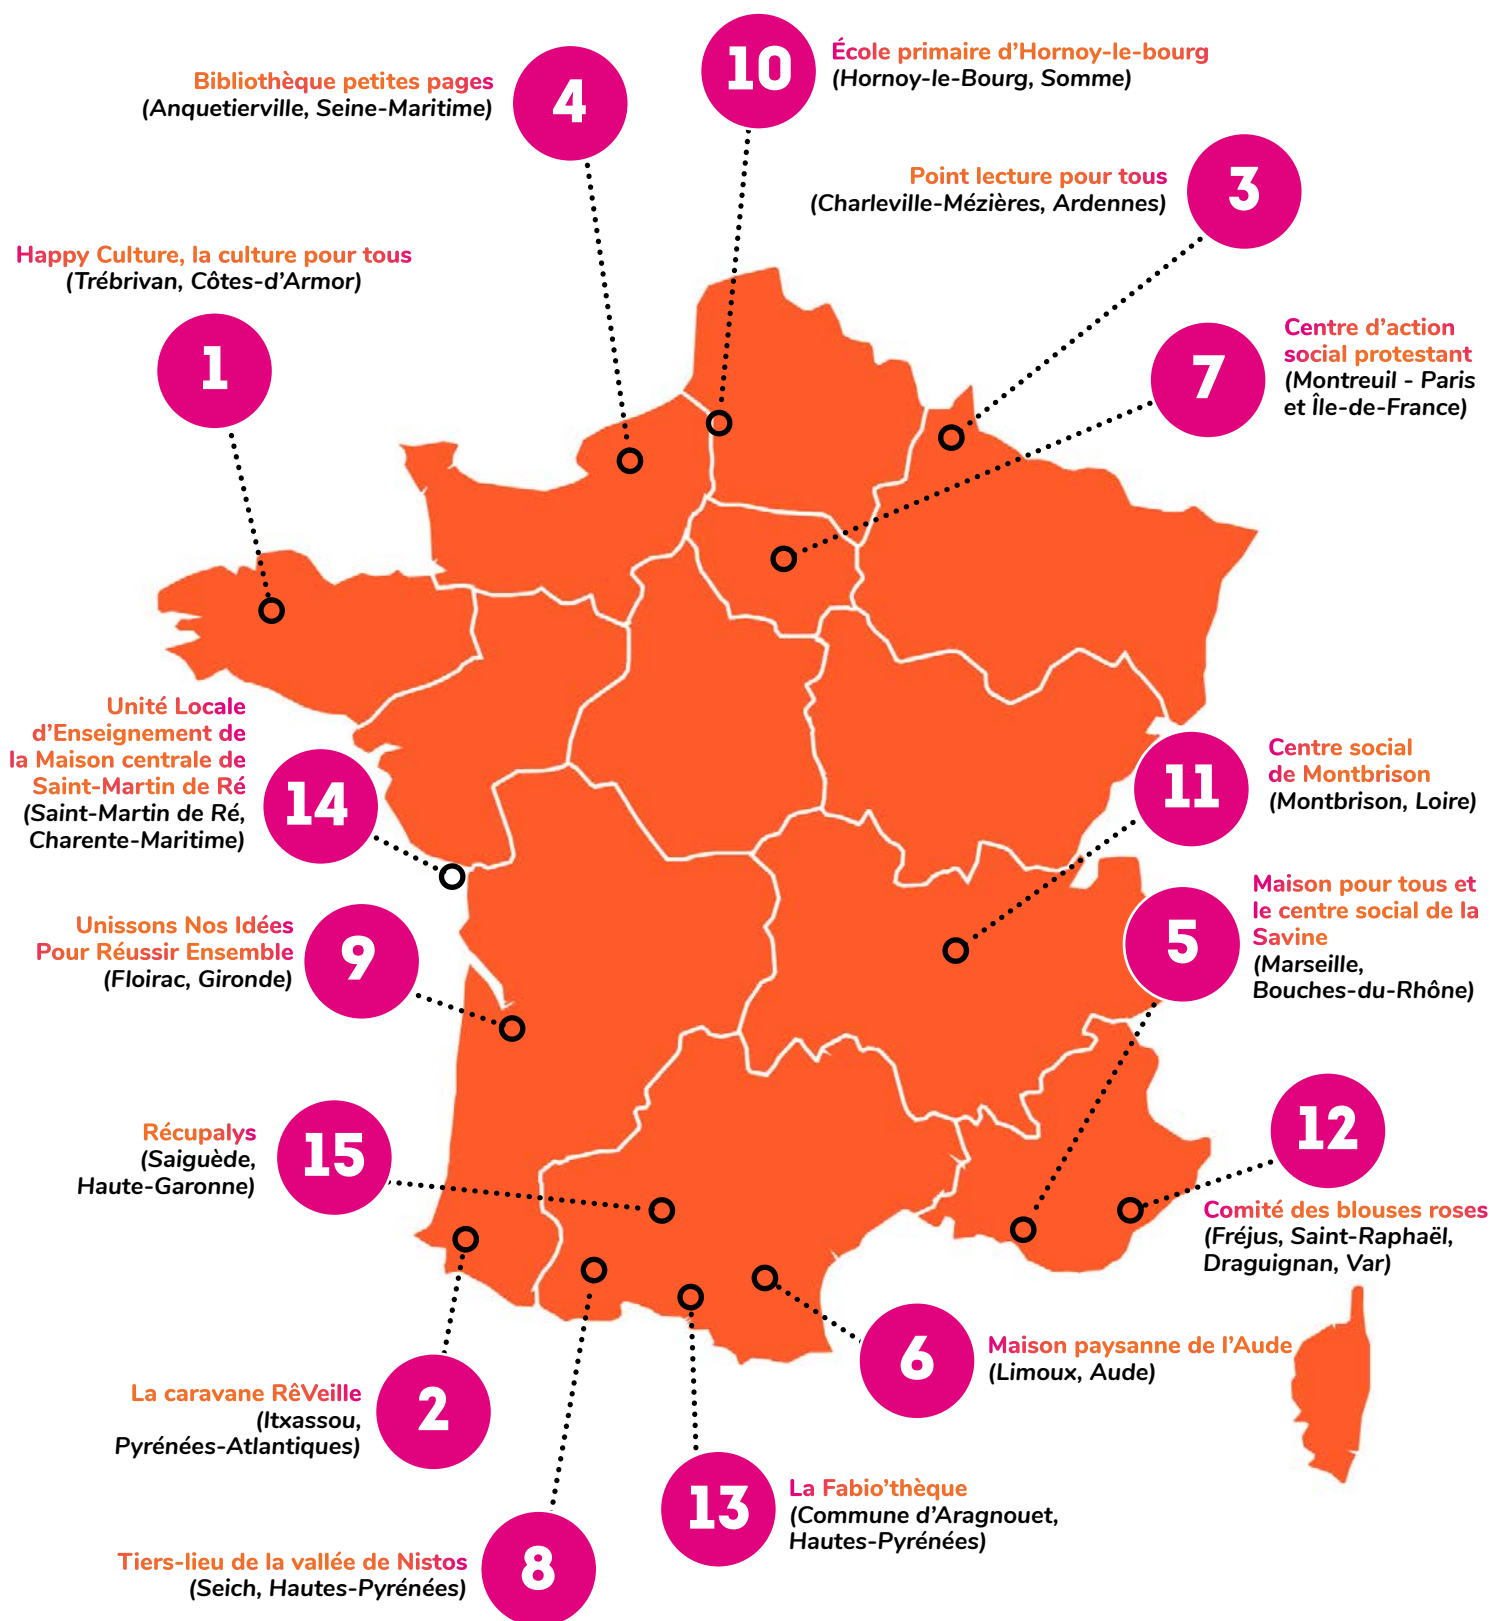 10
École primaire d'Hornoy-le-bourg
(Hornoy-le-Bourg, Somme)
4
Bibliothèque petites pages
(Anquetierville, Seine-Maritime)
3
Point lecture pour tous
(Charleville-Mézières, Ardennes)
Happy Culture, la culture pour tous
(Trébrivan, Côtes-d'Armor)
1
7
Centre d'action
social protestant
(Montreuil - Paris
et Île-de-France)
Unité Locale
d'Enseignement de
la Maison centrale de
Saint-Martin de Ré
(Saint-Martin de Ré,
Charente-Maritime)
14
11
Centre social
de Montbrison
(Montbrison, Loire)
Unissons Nos Idées
Pour Réussir Ensemble
(Floirac, Gironde)
9
5
Maison pour tous et
le centre social de la
Savine
(Marseille,
Bouches-du-Rhône)
Récupalys
(Saiguède,
Haute-Garonne)
15
12
Comité des blouses roses
(Fréjus, Saint-Raphaël,
Draguignan, Var)
6
Maison paysanne de l'Aude
(Limoux, Aude)
La caravane RêVeille
(Itxassou,
Pyrénées-Atlantiques)
2
13
La Fabio'thèque
(Commune d'Aragnouet,
Hautes-Pyrénées)
Tiers-lieu de la vallée de Nistos
(Seich, Hautes-Pyrénées)
8